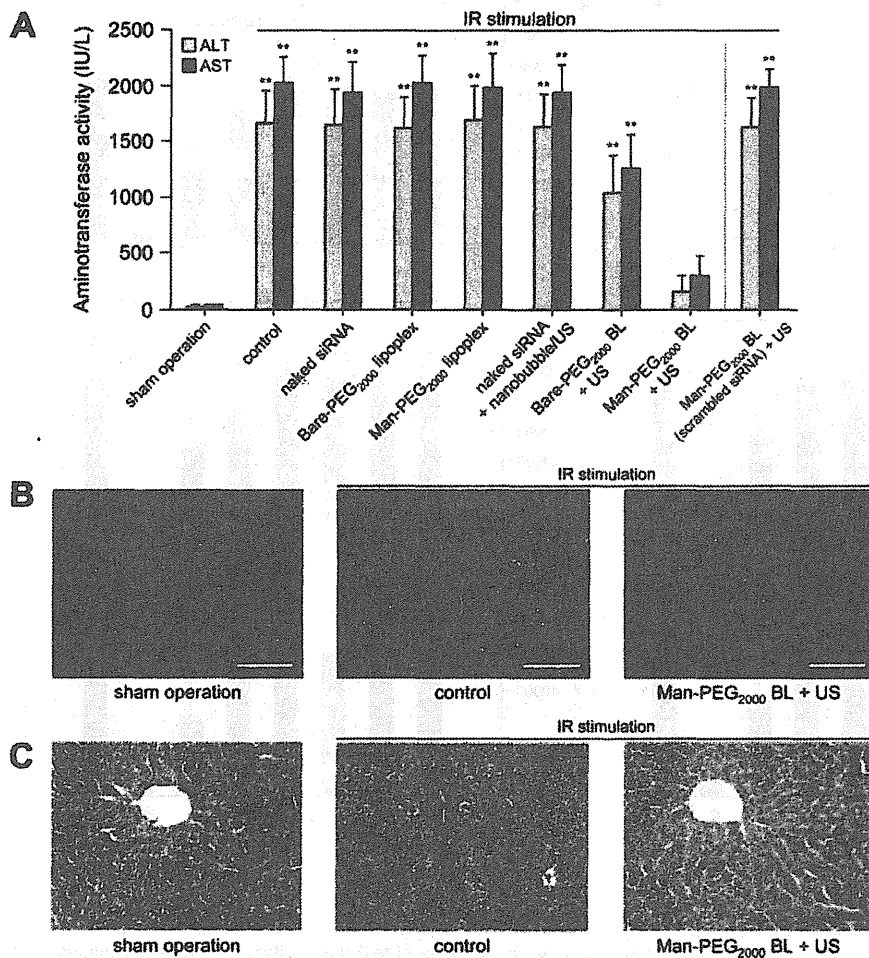 A
IR stimulation
Aminotransferase activity (IU/L)
2500
2000
1500
1000
500
0
ALT
AST
** ** ** ** ** ** ** ** ** ** ** ** ** **
sham operation
control
naked siRNA
Bare-PEG2000 lipoplex
Man-PEG2000 lipoplex
naked siRNA
+ nanobubble/US
Bare-PEG2000 BL
+ US
Man-PEG2000 BL
+ US
Man-PEG2000 BL
(scrambled siRNA) + US
B
IR stimulation
sham operation
control
Man-PEG2000 BL + US
C
IR stimulation
sham operation
control
Man-PEG2000 BL + US